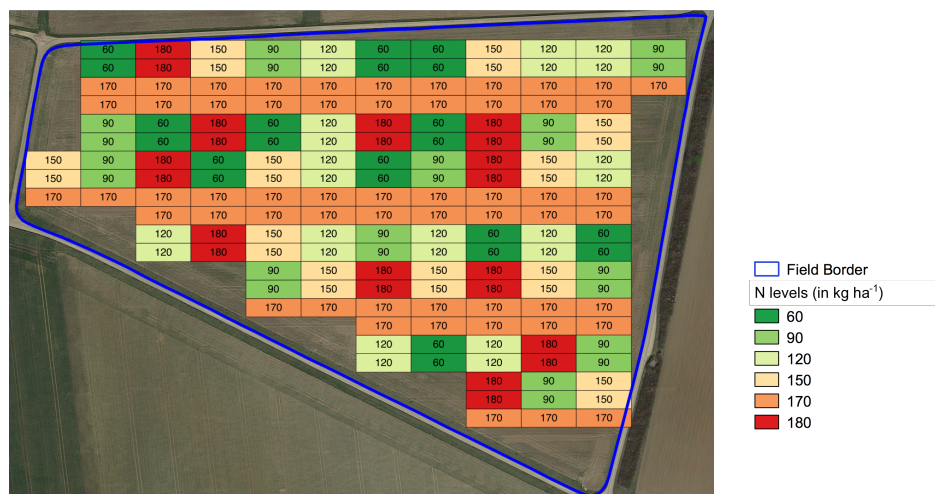 60 180 150 90 120 60 60 150 120 120 90
60 180 150 90 120 60 60 150 120 120 90
170 170 170 170 170 170 170 170 170 170 170
170 170 170 170 170 170 170 170 170 170
90 60 180 60 120 180 60 180 90 150
90 60 180 60 120 180 60 180 90 150
150 90 180 60 150 120 60 90 180 150 120
150 90 180 60 150 120 60 90 180 150 120
170 170 170 170 170 170 170 170 170 170 170
170 170 170 170 170 170 170 170 170
120 180 150 120 90 120 60 120 60
120 180 150 120 90 120 60 120 60
90 150 180 150 180 150 90
90 150 180 150 180 150 90
170 170 170 170 170 170 170
170 170 170 170 170
120 60 120 180 90
120 60 120 180 90
180 90 150
180 90 150
170 170 170
Field Border
N levels (in kg ha⁻¹)
60
90
120
150
170
180